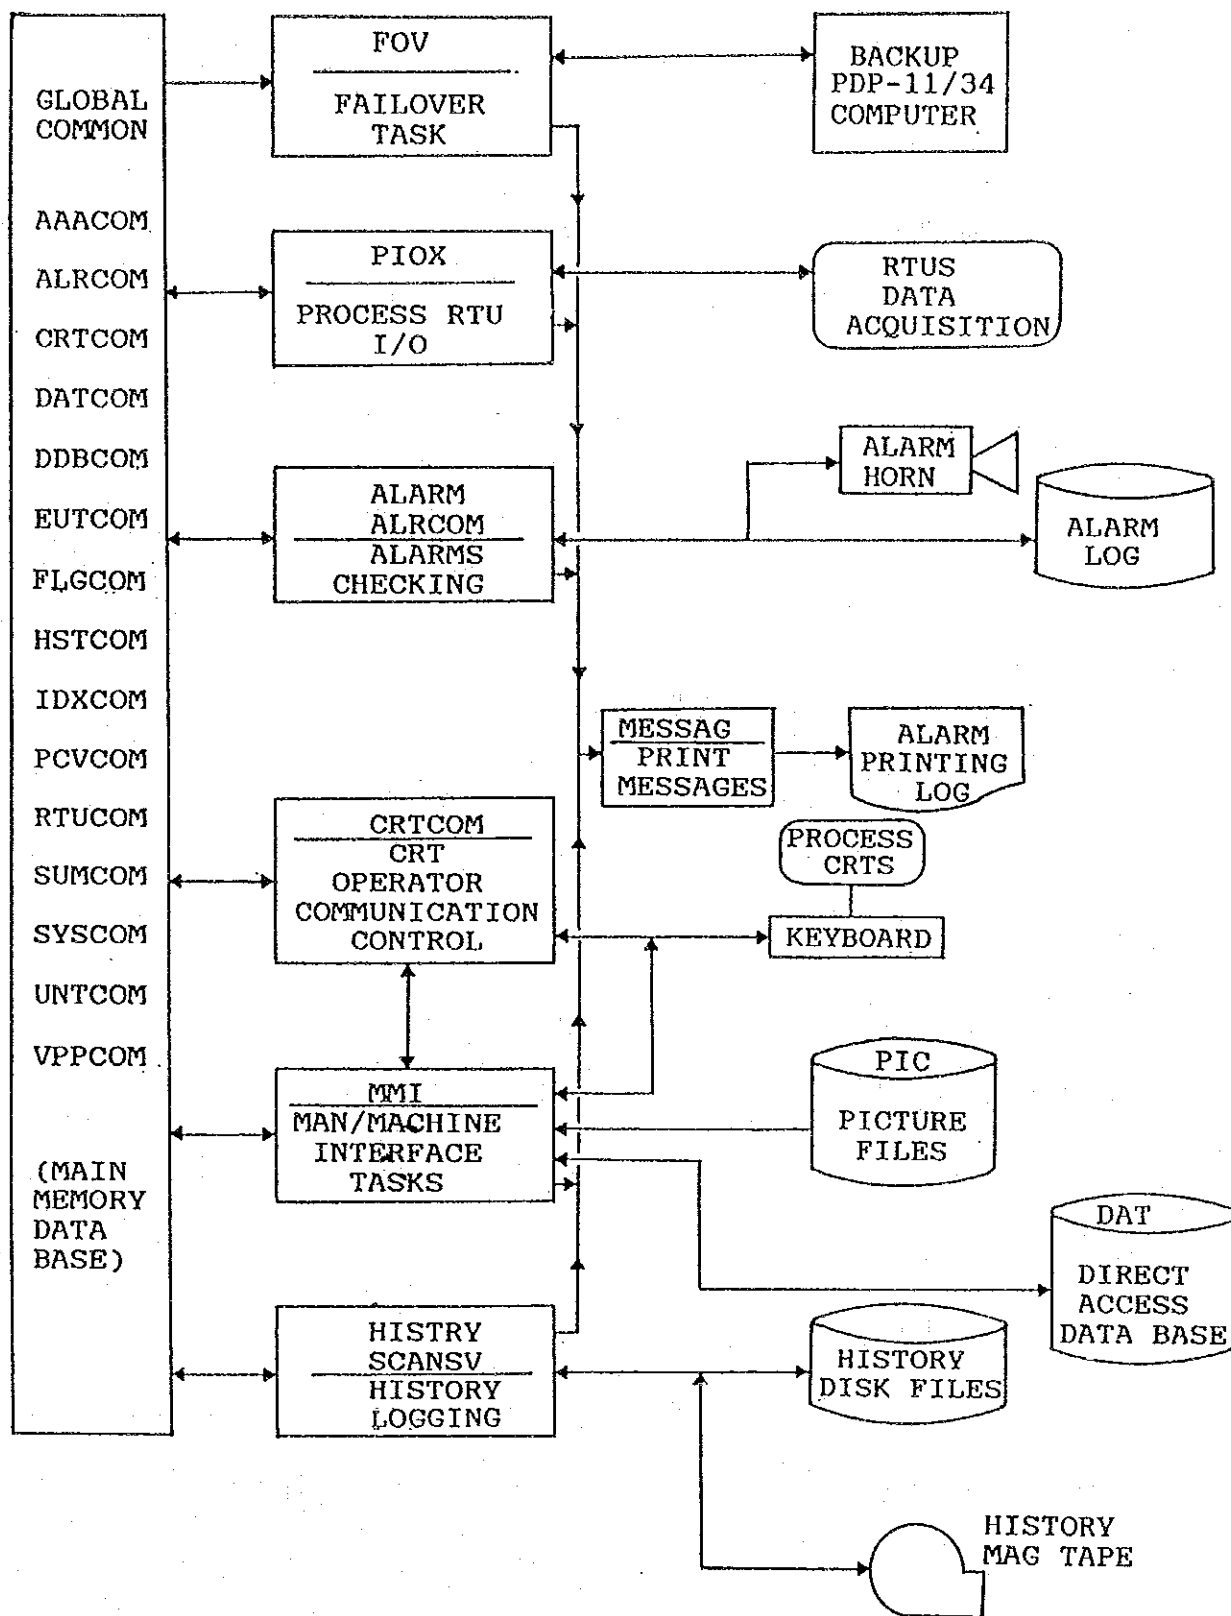 GLOBAL
COMMON
AAACOM
ALRCOM
CRTCOM
DATCOM
DDBCOM
EUTCOM
FLGCOM
HSTCOM
IDXCOM
PCVCOM
RTUCOM
SUMCOM
SYSCOM
UNTCOM
VPPCOM
(MAIN
MEMORY
DATA
BASE)
FOV
FAILOVER
TASK
BACKUP
PDP-11/34
COMPUTER
PIOX
PROCESS RTU
I/O
RTUS
DATA
ACQUISITION
ALARM
ALRCOM
ALARMS
CHECKING
ALARM
HORN
ALARM
LOG
MESSAG
PRINT
MESSAGES
ALARM
PRINTING
LOG
CRTCOM
CRT
OPERATOR
COMMUNICATION
CONTROL
PROCESS
CRTS
KEYBOARD
MMI
MAN/MACHINE
INTERFACE
TASKS
PIC
PICTURE
FILES
DAT
DIRECT
ACCESS
DATA BASE
HISTRY
SCANSV
HISTORY
LOGGING
HISTORY
DISK FILES
HISTORY
MAG TAPE